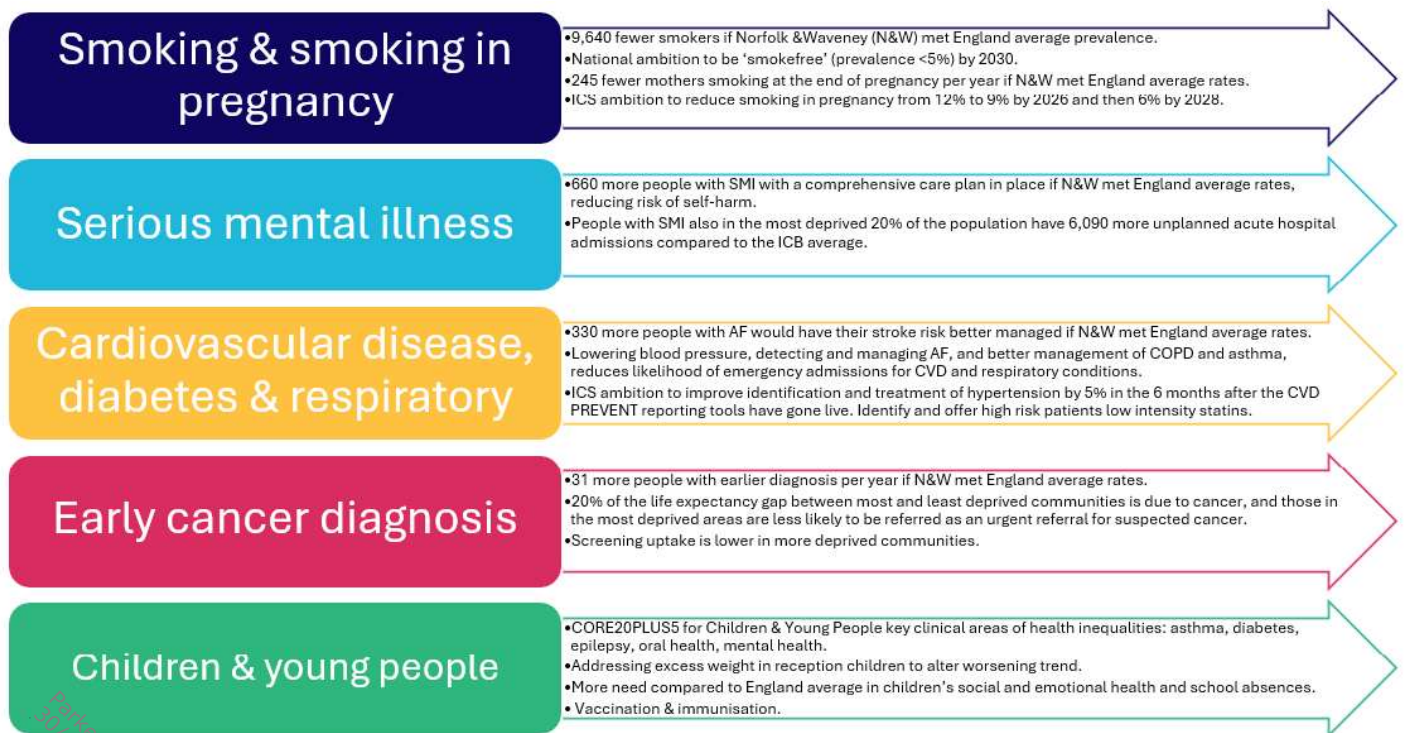 Smoking & smoking in
pregnancy
•9,640 fewer smokers if Norfolk &Waveney (N&W) met England average prevalence.
•National ambition to be ‘smokefree’ (prevalence <5%) by 2030.
•245 fewer mothers smoking at the end of pregnancy per year if N&W met England average rates.
•ICS ambition to reduce smoking in pregnancy from 12% to 9% by 2026 and then 6% by 2028.
Serious mental illness
•660 more people with SMI with a comprehensive care plan in place if N&W met England average rates,
reducing risk of self-harm.
•People with SMI also in the most deprived 20% of the population have 6,090 more unplanned acute hospital
admissions compared to the ICB average.
Cardiovascular disease,
diabetes & respiratory
•330 more people with AF would have their stroke risk better managed if N&W met England average rates.
•Lowering blood pressure, detecting and managing AF, and better management of COPD and asthma,
reduces likelihood of emergency admissions for CVD and respiratory conditions.
•ICS ambition to improve identification and treatment of hypertension by 5% in the 6 months after the CVD
PREVENT reporting tools have gone live. Identify and offer high risk patients low intensity statins.
Early cancer diagnosis
•31 more people with earlier diagnosis per year if N&W met England average rates.
•20% of the life expectancy gap between most and least deprived communities is due to cancer, and those in
the most deprived areas are less likely to be referred as an urgent referral for suspected cancer.
•Screening uptake is lower in more deprived communities.
Children & young people
•CORE20PLUS5 for Children & Young People key clinical areas of health inequalities: asthma, diabetes,
epilepsy, oral health, mental health.
•Addressing excess weight in reception children to alter worsening trend.
•More need compared to England average in children’s social and emotional health and school absences.
• Vaccination & immunisation.